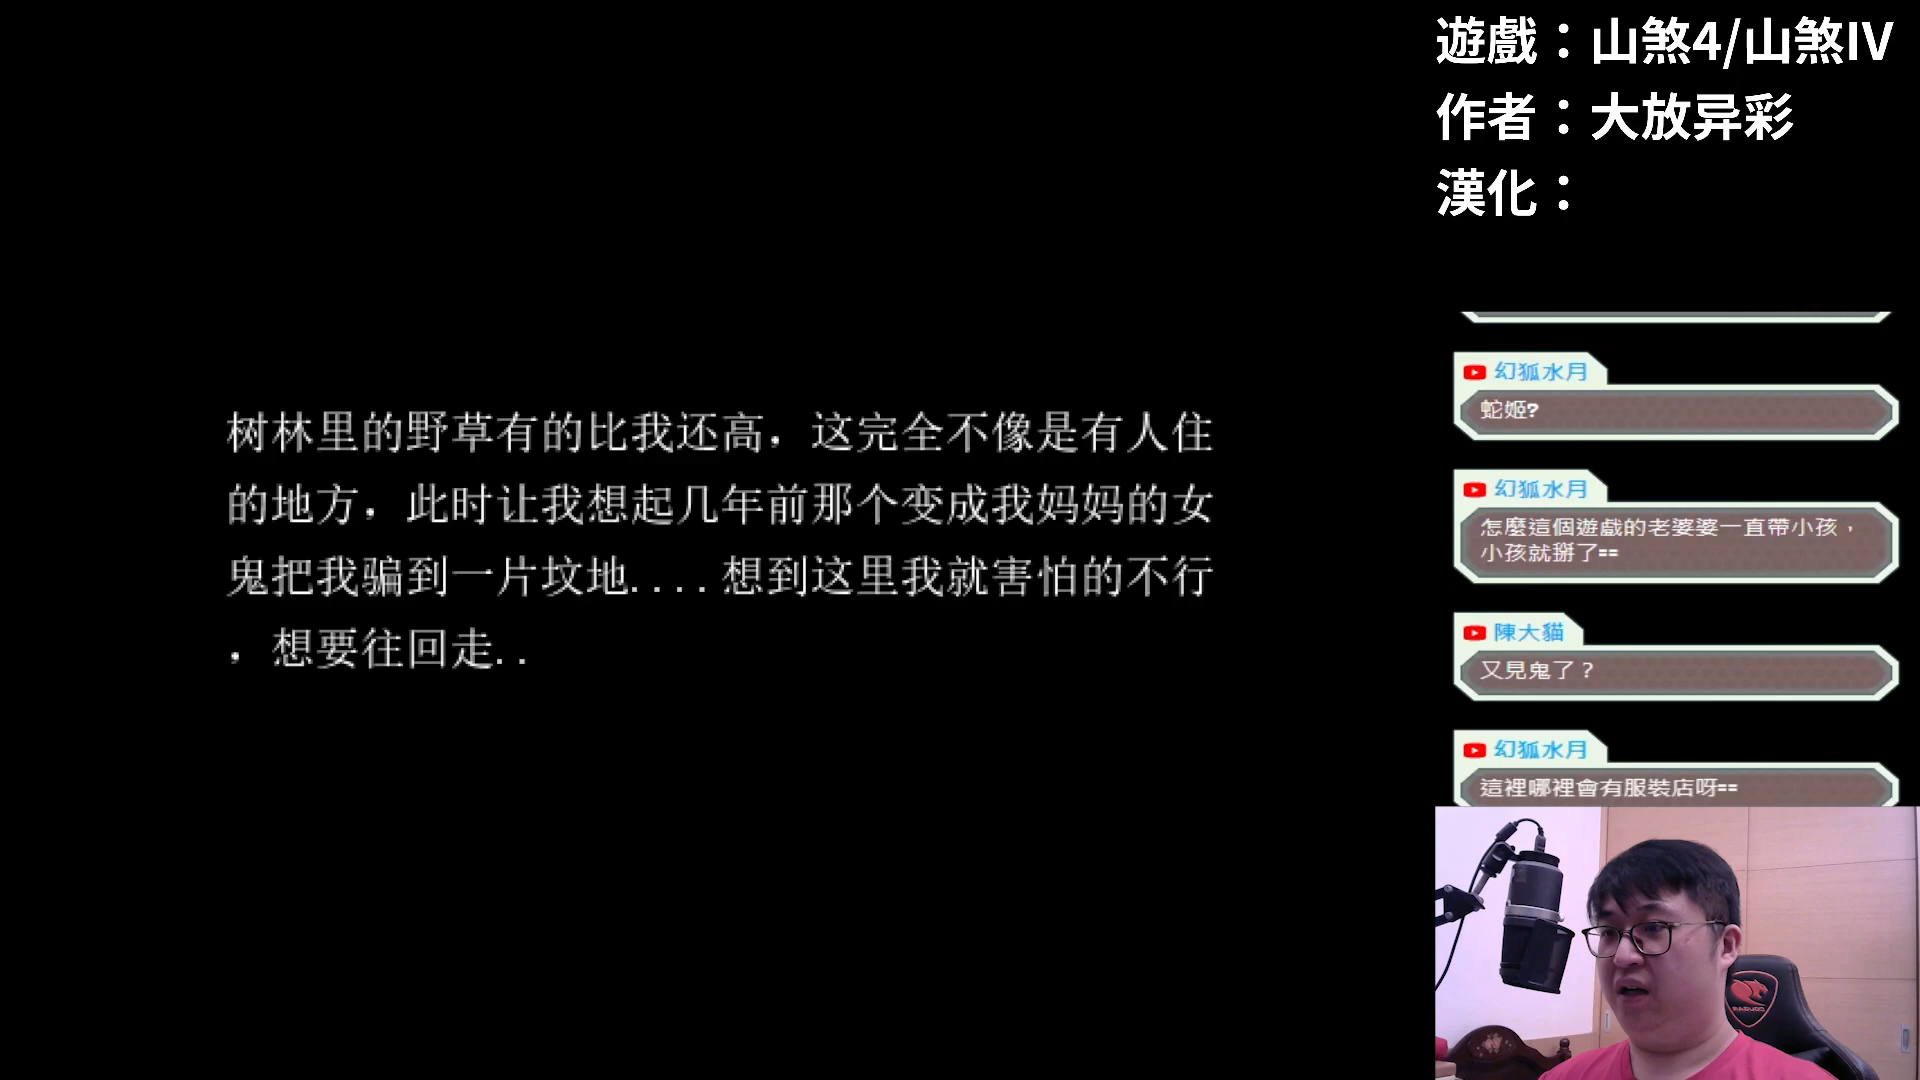 遊戲：山煞4/山煞IV
作者：大放异彩
漢化：
树林里的野草有的比我还高，这完全不像是有人住
的地方，此时让我想起几年前那个变成我妈妈的女
鬼把我骗到一片坟地....想到这里我就害怕的不行
，想要往回走..
幻狐水月
蛇姬?
幻狐水月
怎麼這個遊戲的老婆婆一直帶小孩，
小孩就掰了==
陳大貓
又見鬼了？
幻狐水月
這裡哪裡會有服裝店呀==
COUGAR